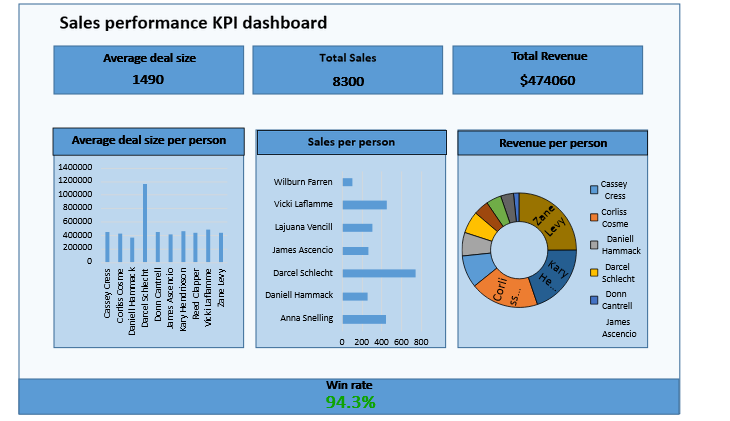 Sales performance KPI dashboard
Average deal size
1490
Total Sales
8300
Total Revenue
$474060
Average deal size per person
1400000
1200000
1000000
800000
600000
400000
200000
0
Cassey Cress
Corliss Cosme
Daniell Hammack
Darcel Schlecht
Donn Cantrell
James Ascencio
Kary Hendrixson
Reed Clapper
Vicki Laflamme
Zane Levy
Sales per person
Wilburn Farren
Vicki Laflamme
Lajuana Vencill
James Ascencio
Darcel Schlecht
Daniell Hammack
Anna Snelling
0 200 400 600 800
Revenue per person
Zane
Levy
Kary
He...
Corli
ss...
Cassey
Cress
Corliss
Cosme
Daniell
Hammack
Darcel
Schlecht
Donn
Cantrell
James
Ascencio
Win rate
94.3%